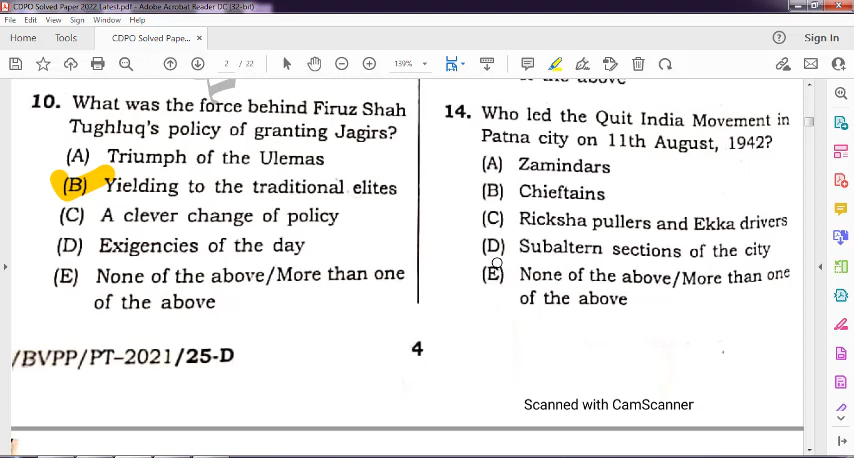 CDPO Solved Paper 2022 Latest.pdf - Adobe Acrobat Reader DC (32-bit)
File Edit View Sign Window Help
Home Tools CDPO Solved Pape... × Sign In
2 / 22 139%
10. What was the force behind Firuz Shah
Tughluq's policy of granting Jagirs?
(A) Triumph of the Ulemas
(B) Yielding to the traditional elites
(C) A clever change of policy
(D) Exigencies of the day
(E) None of the above/More than one
of the above
/BVPP/PT–2021/25-D
4
of the above
14. Who led the Quit India Movement in
Patna city on 11th August, 1942?
(A) Zamindars
(B) Chieftains
(C) Ricksha pullers and Ekka drivers
(D) Subaltern sections of the city
(E) None of the above/More than one
of the above
Scanned with CamScanner